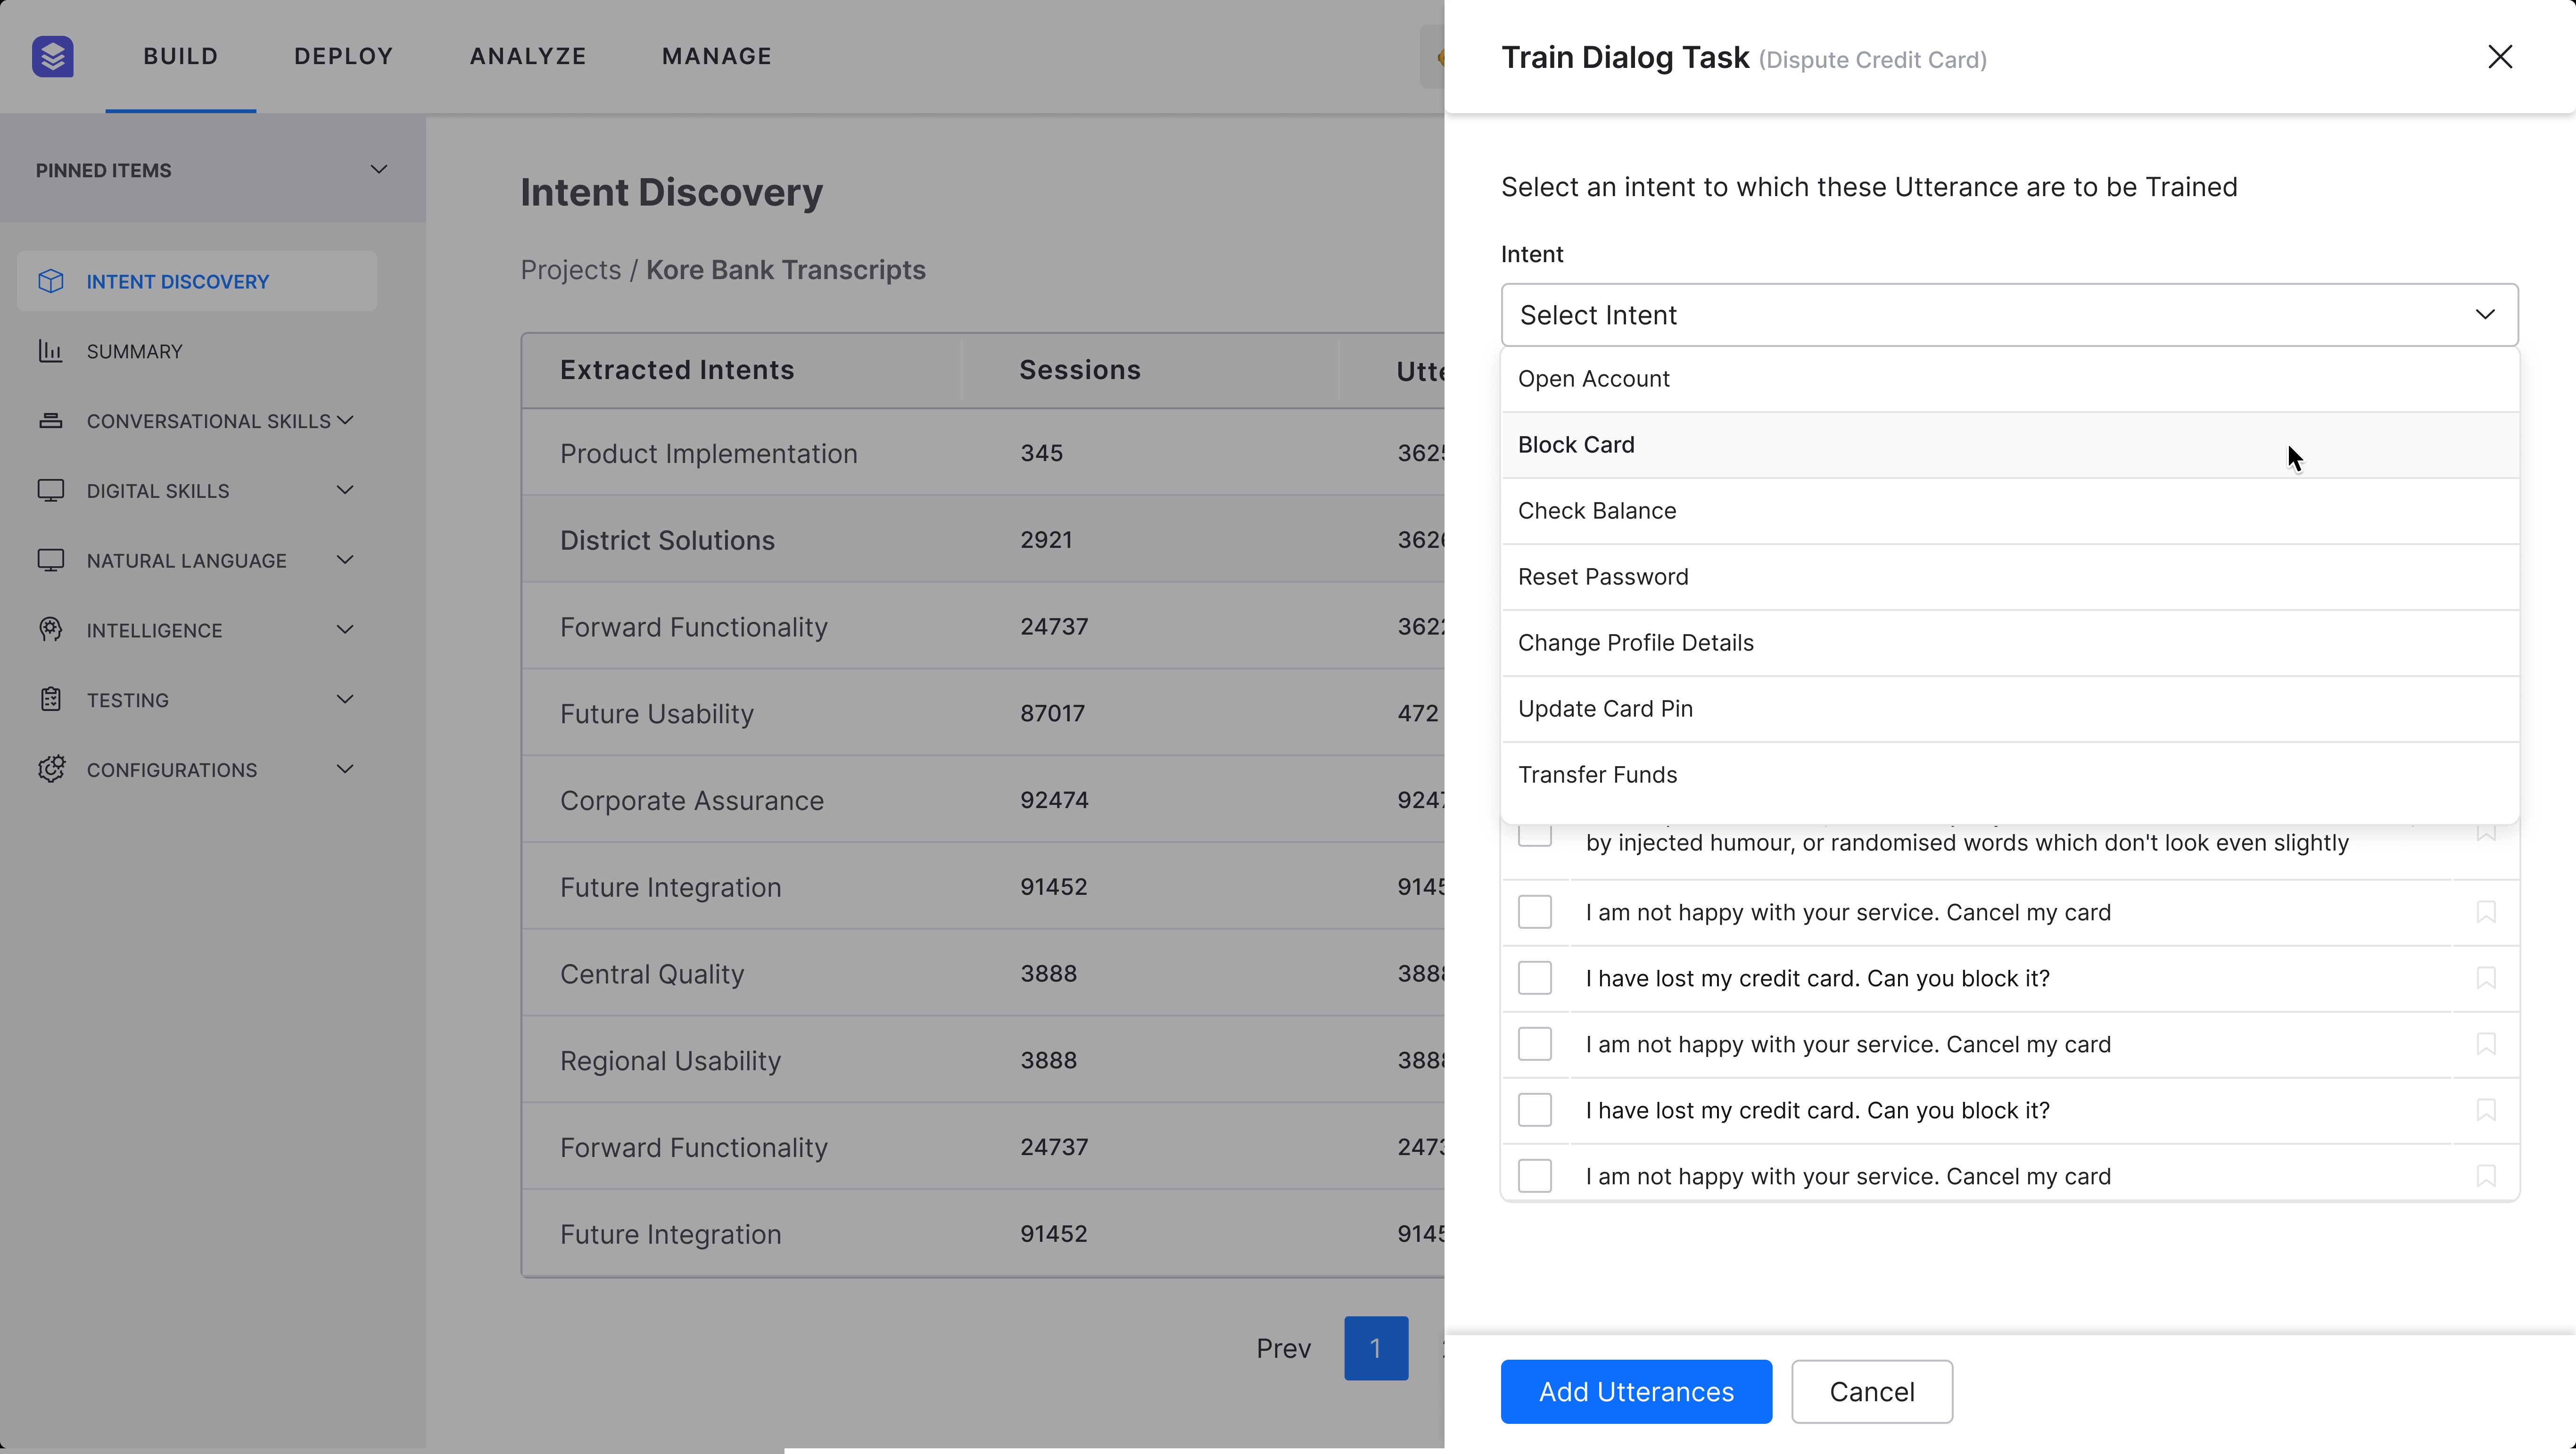 BUILD DEPLOY ANALYZE MANAGE
Train Dialog Task (Dispute Credit Card)
PINNED ITEMS
INTENT DISCOVERY
SUMMARY
CONVERSATIONAL SKILLS
DIGITAL SKILLS
NATURAL LANGUAGE
INTELLIGENCE
TESTING
CONFIGURATIONS
Intent Discovery
Projects / Kore Bank Transcripts
Extracted Intents Sessions Utte
Product Implementation 345 362
District Solutions 2921 362
Forward Functionality 24737 362
Future Usability 87017 472
Corporate Assurance 92474 924
Future Integration 91452 914
Central Quality 3888 388
Regional Usability 3888 388
Forward Functionality 24737 247
Future Integration 91452 914
Prev 1
Select an intent to which these Utterance are to be Trained
Intent
Select Intent
Open Account
Block Card
Check Balance
Reset Password
Change Profile Details
Update Card Pin
Transfer Funds
by injected humour, or randomised words which don't look even slightly
I am not happy with your service. Cancel my card
I have lost my credit card. Can you block it?
I am not happy with your service. Cancel my card
I have lost my credit card. Can you block it?
I am not happy with your service. Cancel my card
Add Utterances Cancel